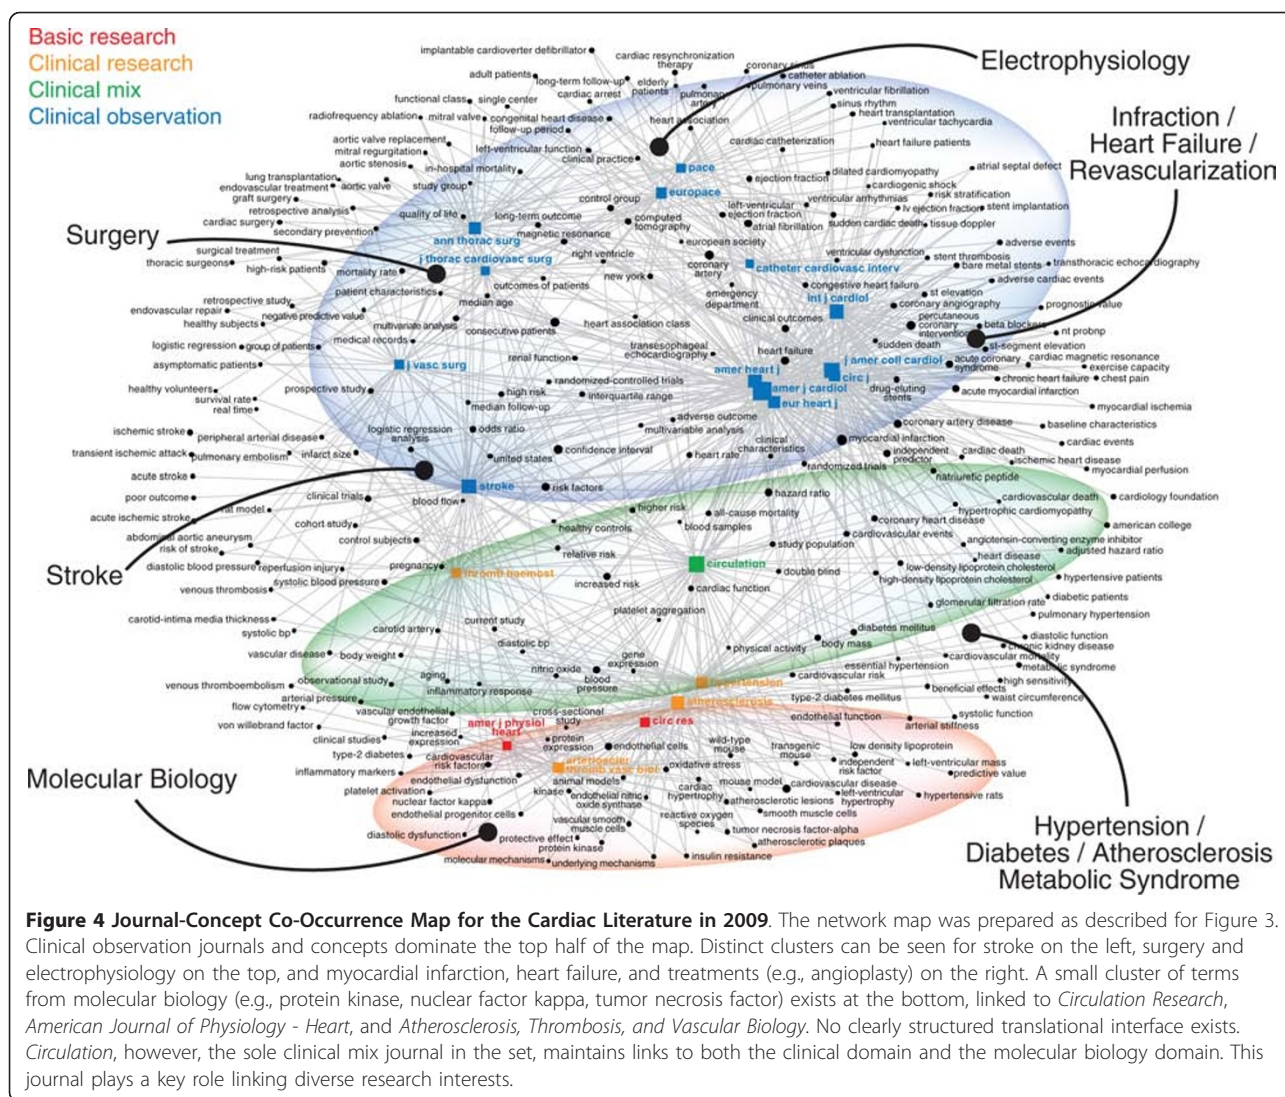 Basic research
Clinical research
Clinical mix
Clinical observation
Electrophysiology
Infraction /
Heart Failure /
Revascularization
Surgery
Stroke
Molecular Biology
Hypertension /
Diabetes / Atherosclerosis
Metabolic Syndrome
implantable cardioverter defibrillator
cardiac resynchronization
therapy
coronary sinus
adult patients
long-term follow-up
elderly
patients
catheter ablation
pulmonary veins
cardiac arrest
pulmonary
artery
ventricular fibrillation
functional class
single center
sinus rhythm
radiofrequency ablation
mitral valve
congenital heart disease
heart association
heart transplantation
ventricular tachycardia
follow-up period
aortic valve replacement
mitral regurgitation
left-ventricular function
cardiac catheterization
heart failure patients
aortic stenosis
in-hospital mortality
clinical practice
pace
atrial septal defect
lung transplantation
endovascular treatment
aortic valve
study group
ejection fraction
dilated cardiomyopathy
cardiogenic shock
graft surgery
europace
control group
left-ventricular
ejection fraction
ventricular arrhythmias
risk stratification
retrospective analysis
quality of life
long-term outcome
computed
tomography
lv ejection fraction
stent implantation
cardiac surgery
secondary prevention
magnetic resonance
atrial fibrillation
sudden cardiac death
tissue doppler
ann thorac surg
european society
adverse events
surgical treatment
j thorac cardiovasc surg
right ventricle
ventricular dysfunction
stent thrombosis
thoracic surgeons
high-risk patients
mortality rate
coronary
artery
catheter cardiovasc interv
bare metal stents
transthoracic echocardiography
new york
outcomes of patients
congestive heart failure
adverse cardiac events
patient characteristics
emergency
department
int j cardiol
st elevation
retrospective study
median age
coronary angiography
prognostic value
endovascular repair
negative predictive value
healthy subjects
multivariate analysis
consecutive patients
heart association class
clinical outcomes
percutaneous
coronary
intervention
beta blockers
nt probnp
medical records
sudden death
st-segment elevation
logistic regression
group of patients
transesophageal
echocardiography
heart failure
asymptomatic patients
j vasc surg
renal function
j amer coll cardiol
acute coronary
syndrome
cardiac magnetic resonance
exercise capacity
amer heart j
circ j
healthy volunteers
prospective study
randomized-controlled trials
amer j cardiol
drug-eluting
stents
chronic heart failure
chest pain
high risk
interquartile range
acute myocardial infarction
survival rate
eur heart j
real time
median follow-up
myocardial ischemia
adverse outcome
multivariable analysis
coronary artery disease
baseline characteristics
ischemic stroke
peripheral arterial disease
logistic regression
analysis
odds ratio
clinical
characteristics
myocardial infarction
cardiac events
transient ischemic attack
pulmonary embolism
infarct size
united states
confidence interval
heart rate
independent
predictor
cardiac death
ischemic heart disease
randomized trials
myocardial perfusion
acute stroke
stroke
risk factors
natriuretic peptide
poor outcome
clinical trials
blood flow
hazard ratio
cardiovascular death
cardiology foundation
acute ischemic stroke
rat model
higher risk
all-cause mortality
hypertrophic cardiomyopathy
cohort study
healthy controls
blood samples
coronary heart disease
american college
abdominal aortic aneurysm
control subjects
cardiovascular events
angiotensin-converting enzyme inhibitor
risk of stroke
relative risk
study population
heart disease
adjusted hazard ratio
diastolic blood pressure
reperfusion injury
pregnancy
thromb haemost
circulation
low-density lipoprotein cholesterol
systolic blood pressure
increased risk
double blind
high-density lipoprotein cholesterol
hypertensive patients
venous thrombosis
cardiac function
glomerular filtration rate
diabetic patients
platelet aggregation
carotid-intima media thickness
current study
pulmonary hypertension
systolic bp
carotid artery
diastolic bp
diabetes mellitus
body mass
diastolic function
chronic kidney disease
vascular disease
body weight
gene
expression
physical activity
cardiovascular mortality
nitric oxide
essential hypertension
metabolic syndrome
venous thromboembolism
observational study
aging
blood
pressure
hypertension
cardiovascular risk
high sensitivity
inflammatory response
beneficial effects
arterial pressure
atherosclerosis
type-2 diabetes mellitus
waist circumference
flow cytometry
vascular endothelial
growth factor
cross-sectional
study
circ res
endothelial function
systolic function
arterial stiffness
von willebrand factor
amer j physiol
heart
clinical studies
increased
expression
protein
expression
endothelial cells
wild-type
mouse
transgenic
mouse
low density lipoprotein
type-2 diabetes
cardiovascular
risk factors
arterioscler
thromb vasc biol
oxidative stress
independent
risk factor
left-ventricular mass
inflammatory markers
endothelial dysfunction
animal models
predictive value
platelet activation
kinase
cardiac
hypertrophy
mouse model
cardiovascular disease
nuclear factor kappa
endothelial nitric
oxide synthase
atherosclerotic lesions
left-ventricular
hypertrophy
hypertensive rats
endothelial progenitor cells
vascular smooth
muscle cells
reactive oxygen
species
smooth muscle cells
diastolic dysfunction
protective effect
tumor necrosis factor-alpha
protein kinase
atherosclerotic plaques
molecular mechanisms
underlying mechanisms
insulin resistance
Figure 4 Journal-Concept Co-Occurrence Map for the Cardiac Literature in 2009. The network map was prepared as described for Figure 3.
Clinical observation journals and concepts dominate the top half of the map. Distinct clusters can be seen for stroke on the left, surgery and
electrophysiology on the top, and myocardial infarction, heart failure, and treatments (e.g., angioplasty) on the right. A small cluster of terms
from molecular biology (e.g., protein kinase, nuclear factor kappa, tumor necrosis factor) exists at the bottom, linked to Circulation Research,
American Journal of Physiology - Heart, and Atherosclerosis, Thrombosis, and Vascular Biology. No clearly structured translational interface exists.
Circulation, however, the sole clinical mix journal in the set, maintains links to both the clinical domain and the molecular biology domain. This
journal plays a key role linking diverse research interests.